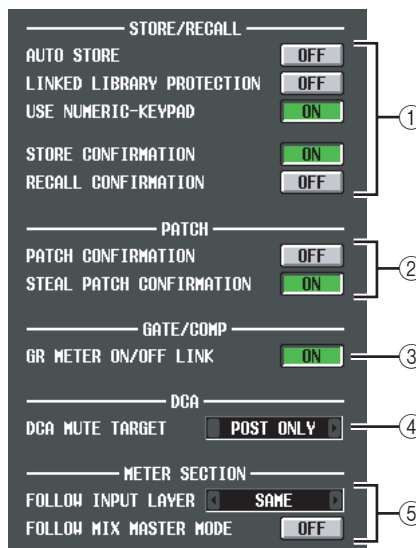 STORE/RECALL
AUTO STORE OFF
LINKED LIBRARY PROTECTION OFF
USE NUMERIC-KEYPAD ON
①
STORE CONFIRMATION ON
RECALL CONFIRMATION OFF
PATCH
PATCH CONFIRMATION OFF
②
STEAL PATCH CONFIRMATION ON
GATE/COMP
GR METER ON/OFF LINK ON ③
DCA
DCA MUTE TARGET POST ONLY ④
METER SECTION
FOLLOW INPUT LAYER SAME
⑤
FOLLOW MIX MASTER MODE OFF